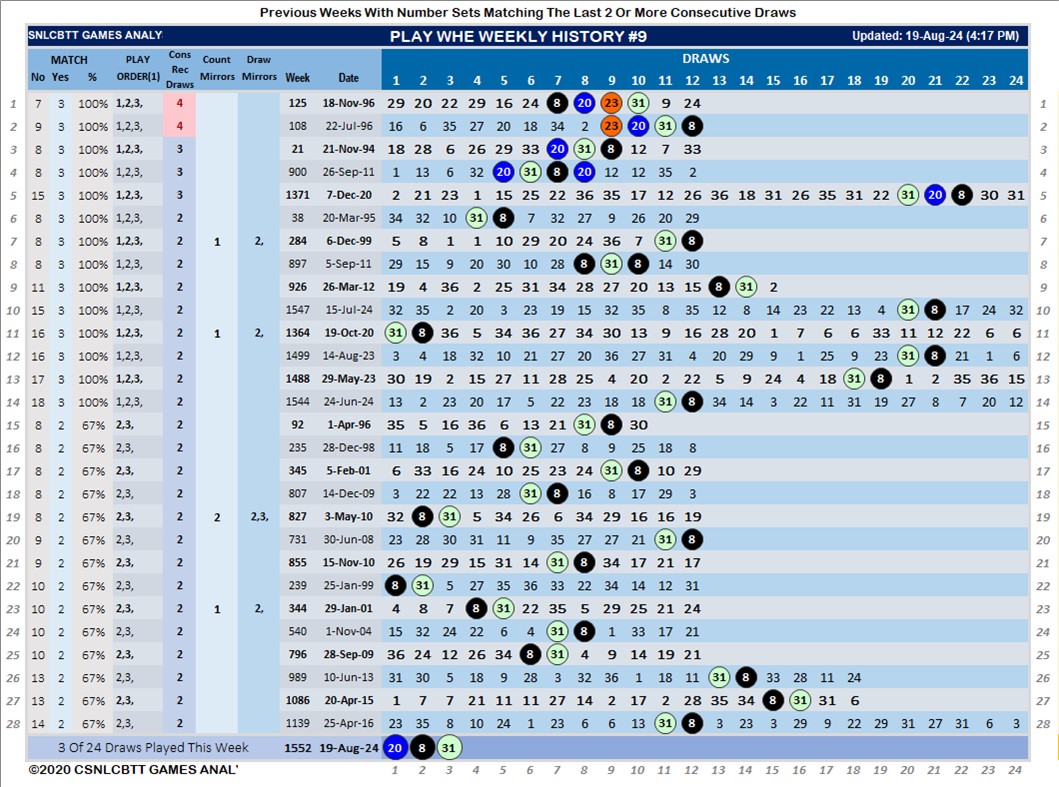 Previous Weeks With Number Sets Matching The Last 2 Or More Consecutive Draws
SNLCBTT GAMES ANALY PLAY WHE WEEKLY HISTORY #9 Updated: 19-Aug-24 (4:17 PM)
MATCH PLAY Cons Rec Draws Count Draw DRAWS
No Yes % ORDER(1) Mirrors Mirrors Week Date 1 2 3 4 5 6 7 8 9 10 11 12 13 14 15 16 17 18 19 20 21 22 23 24
1 7 3 100% 1,2,3, 4 125 18-Nov-96 29 20 22 29 16 24 8 20 23 31 9 24 1
2 9 3 100% 1,2,3, 4 108 22-Jul-96 16 6 35 27 20 18 34 2 23 20 31 8 2
3 8 3 100% 1,2,3, 3 21 21-Nov-94 18 28 6 26 29 33 20 31 8 12 7 33 3
4 8 3 100% 1,2,3, 3 900 26-Sep-11 1 13 6 32 20 31 8 20 12 12 35 2 4
5 15 3 100% 1,2,3, 3 1371 7-Dec-20 2 21 23 1 15 25 22 36 35 17 12 26 36 18 31 26 35 31 22 31 20 8 30 31 5
6 8 3 100% 1,2,3, 2 38 20-Mar-95 34 32 10 31 8 7 32 27 9 26 20 29 6
7 8 3 100% 1,2,3, 2 1 2, 284 6-Dec-99 5 8 1 1 10 29 20 24 36 7 31 8 7
8 8 3 100% 1,2,3, 2 897 5-Sep-11 29 15 9 20 30 10 28 8 31 8 14 30 8
9 11 3 100% 1,2,3, 2 926 26-Mar-12 19 4 36 2 25 31 34 28 27 20 13 15 8 31 2 9
10 15 3 100% 1,2,3, 2 1547 15-Jul-24 32 35 2 20 3 23 19 15 32 35 8 35 12 8 14 23 22 13 4 31 8 17 24 32 10
11 16 3 100% 1,2,3, 2 1 2, 1364 19-Oct-20 31 8 36 5 34 36 27 34 30 13 9 16 28 20 1 6 6 6 33 11 12 22 6 6 11
12 16 3 100% 1,2,3, 2 1499 14-Aug-23 3 4 18 32 10 21 27 20 36 27 31 4 20 29 9 1 25 9 23 31 8 21 1 6 12
13 17 3 100% 1,2,3, 2 1488 29-May-23 30 19 2 15 27 11 28 25 4 20 2 22 5 9 24 4 18 31 8 1 2 35 36 15 13
14 18 3 100% 1,2,3, 2 1544 24-Jun-24 13 2 23 20 17 5 22 23 18 18 31 8 34 14 3 22 11 31 19 27 8 7 20 12 14
15 8 2 67% 2,3, 2 92 1-Apr-96 35 5 16 36 6 13 21 31 8 30 15
16 8 2 67% 2,3, 2 235 28-Dec-98 11 18 5 17 8 31 27 8 9 25 18 8 16
17 8 2 67% 2,3, 2 345 5-Feb-01 6 33 16 24 10 25 23 24 31 8 10 29 17
18 8 2 67% 2,3, 2 807 14-Dec-09 3 22 22 13 28 31 8 16 8 17 29 3 18
19 8 2 67% 2,3, 2 2 2,3, 827 3-May-10 32 8 31 5 34 26 6 34 29 16 16 19 19
20 9 2 67% 2,3, 2 731 30-Jun-08 23 28 30 31 11 9 35 27 27 21 31 8 20
21 9 2 67% 2,3, 2 855 15-Nov-10 26 19 29 15 31 14 31 8 34 17 21 17 21
22 10 2 67% 2,3, 2 239 25-Jan-99 8 31 5 27 35 36 33 22 34 14 12 31 22
23 10 2 67% 2,3, 2 1 2, 344 29-Jan-01 4 8 7 8 31 22 35 5 29 25 21 24 23
24 10 2 67% 2,3, 2 540 1-Nov-04 15 32 24 22 6 4 31 8 1 33 17 21 24
25 10 2 67% 2,3, 2 796 28-Sep-09 36 24 12 26 34 8 31 4 9 14 19 21 25
26 13 2 67% 2,3, 2 989 10-Jun-13 31 30 5 18 9 28 3 32 36 1 18 11 31 8 33 28 11 24 26
27 13 2 67% 2,3, 2 1086 20-Apr-15 1 7 7 21 11 11 27 14 2 17 2 28 35 34 8 31 31 6 27
28 14 2 67% 2,3, 2 1139 25-Apr-16 23 35 8 10 24 1 23 6 6 13 31 8 3 23 3 29 9 22 29 31 27 31 6 3 28
3 Of 24 Draws Played This Week 1552 19-Aug-24 20 8 31
©2020 CSNLCBTT GAMES ANAL' 1 2 3 4 5 6 7 8 9 10 11 12 13 14 15 16 17 18 19 20 21 22 23 24